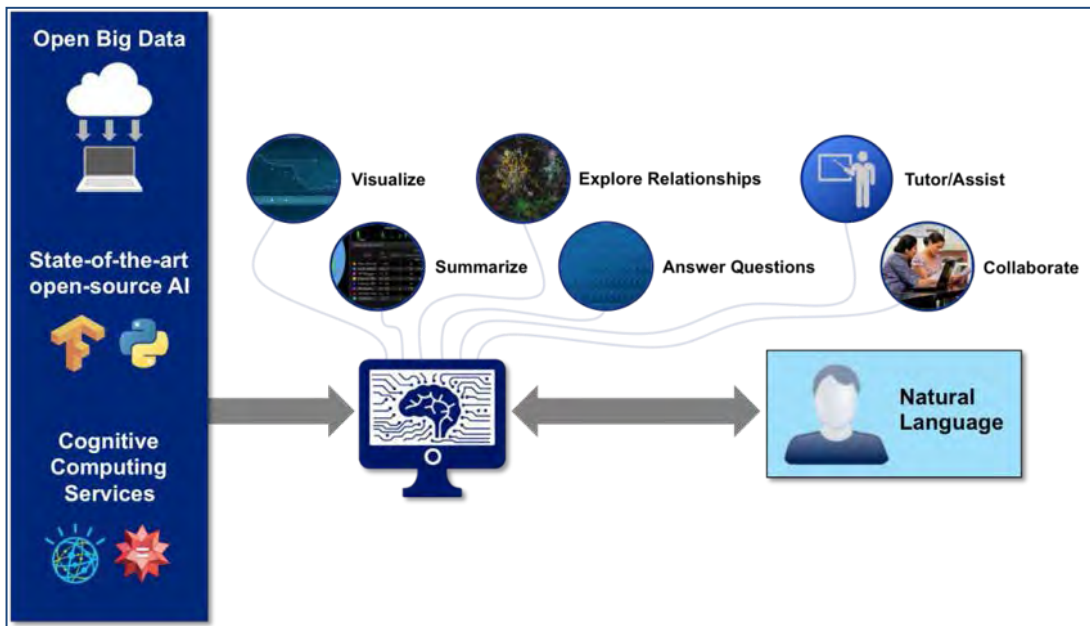 Open Big Data
State-of-the-art
open-source AI
Cognitive
Computing
Services
Visualize
Explore Relationships
Tutor/Assist
Summarize
Answer Questions
Collaborate
Natural
Language